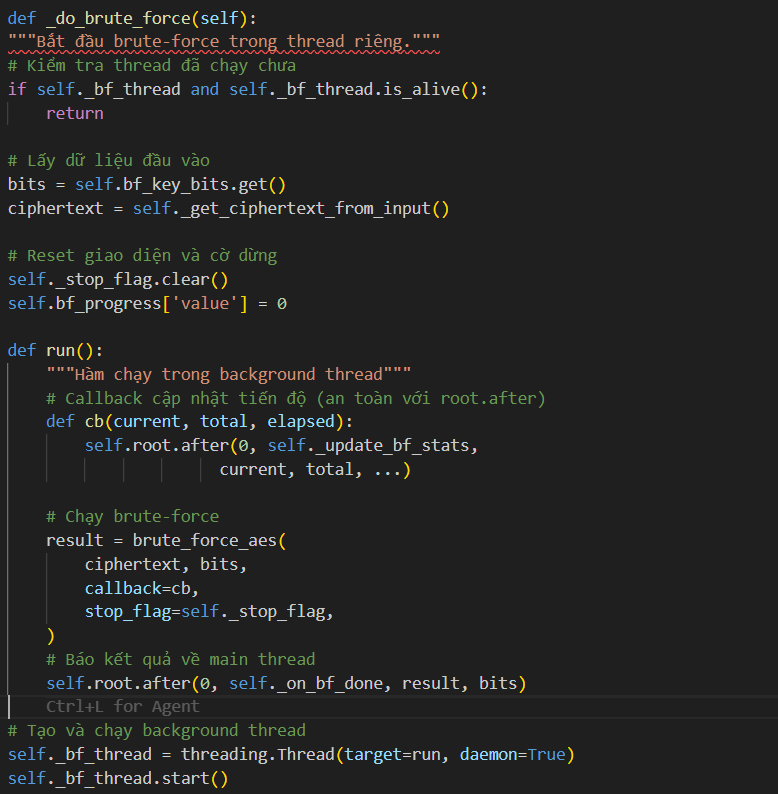 def _do_brute_force(self):
"""Bắt đầu brute-force trong thread riêng."""
# Kiểm tra thread đã chạy chưa
if self._bf_thread and self._bf_thread.is_alive():
    return

# Lấy dữ liệu đầu vào
bits = self.bf_key_bits.get()
ciphertext = self._get_ciphertext_from_input()

# Reset giao diện và cờ dừng
self._stop_flag.clear()
self.bf_progress['value'] = 0

def run():
    """Hàm chạy trong background thread"""
    # Callback cập nhật tiến độ (an toàn với root.after)
    def cb(current, total, elapsed):
        self.root.after(0, self._update_bf_stats,
                      current, total, ...)

    # Chạy brute-force
    result = brute_force_aes(
        ciphertext, bits,
        callback=cb,
        stop_flag=self._stop_flag,
    )
    # Báo kết quả về main thread
    self.root.after(0, self._on_bf_done, result, bits)
    Ctrl+L for Agent
# Tạo và chạy background thread
self._bf_thread = threading.Thread(target=run, daemon=True)
self._bf_thread.start()